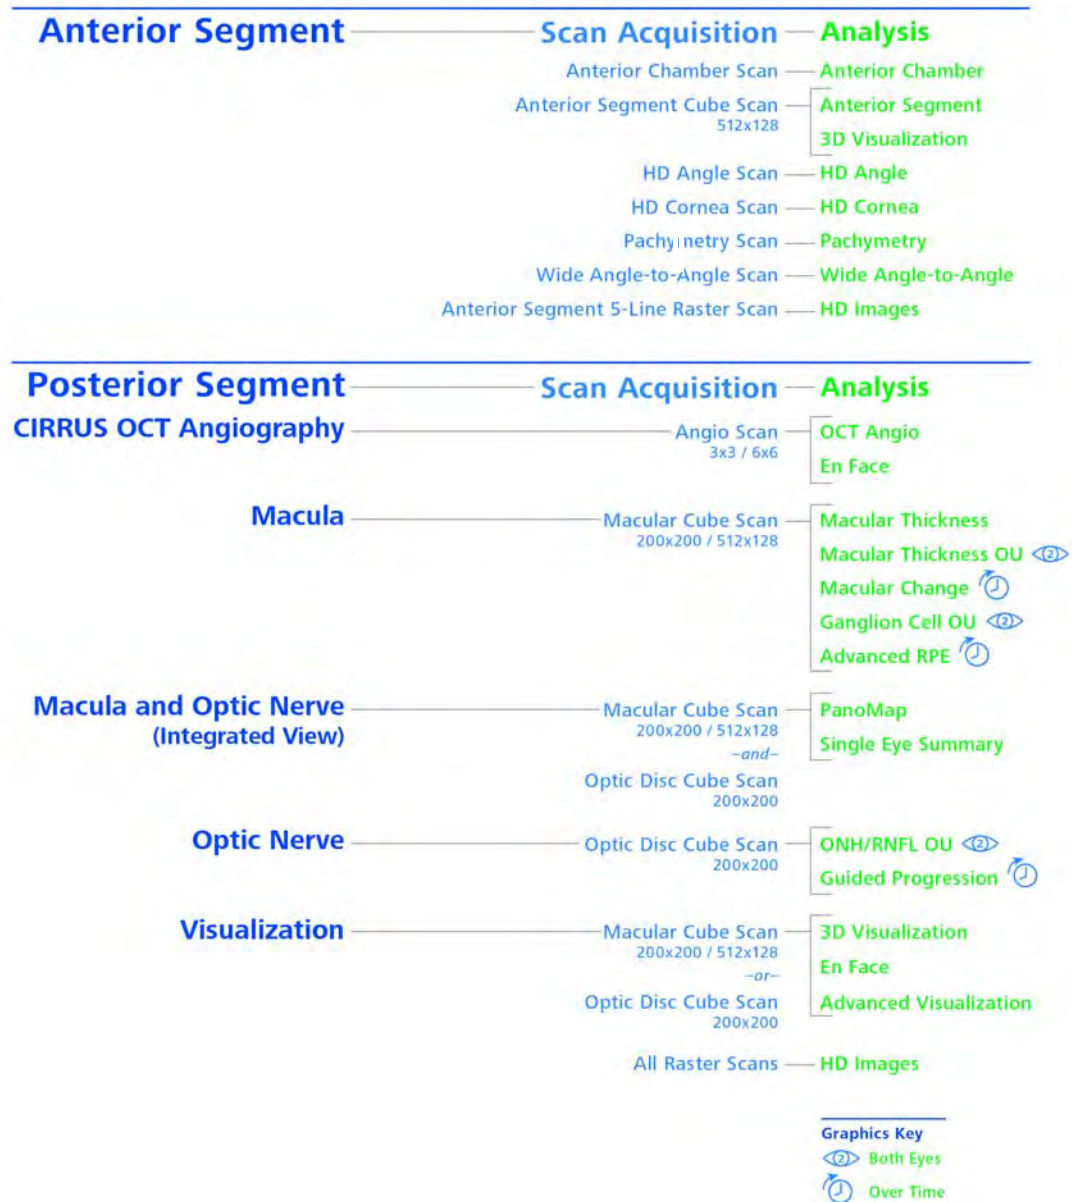 Anterior Segment Scan Acquisition Analysis
Anterior Chamber Scan Anterior Chamber
Anterior Segment Cube Scan Anterior Segment
512x128
3D Visualization
HD Angle Scan HD Angle
HD Cornea Scan HD Cornea
Pachymetry Scan Pachymetry
Wide Angle-to-Angle Scan Wide Angle-to-Angle
Anterior Segment 5-Line Raster Scan HD Images
Posterior Segment Scan Acquisition Analysis
CIRRUS OCT Angiography Angio Scan OCT Angio
3x3 / 6x6
En Face
Macula Macular Cube Scan Macular Thickness
200x200 / 512x128
Macular Thickness OU 2
Macular Change
Ganglion Cell OU 2
Advanced RPE
Macula and Optic Nerve Macular Cube Scan PanoMap
(Integrated View) 200x200 / 512x128 Single Eye Summary
–and–
Optic Disc Cube Scan
200x200
Optic Nerve Optic Disc Cube Scan ONH/RNFL OU 2
200x200 Guided Progression
Visualization Macular Cube Scan 3D Visualization
200x200 / 512x128
En Face
–or–
Optic Disc Cube Scan Advanced Visualization
200x200
All Raster Scans HD Images
Graphics Key
2 Both Eyes
Over Time